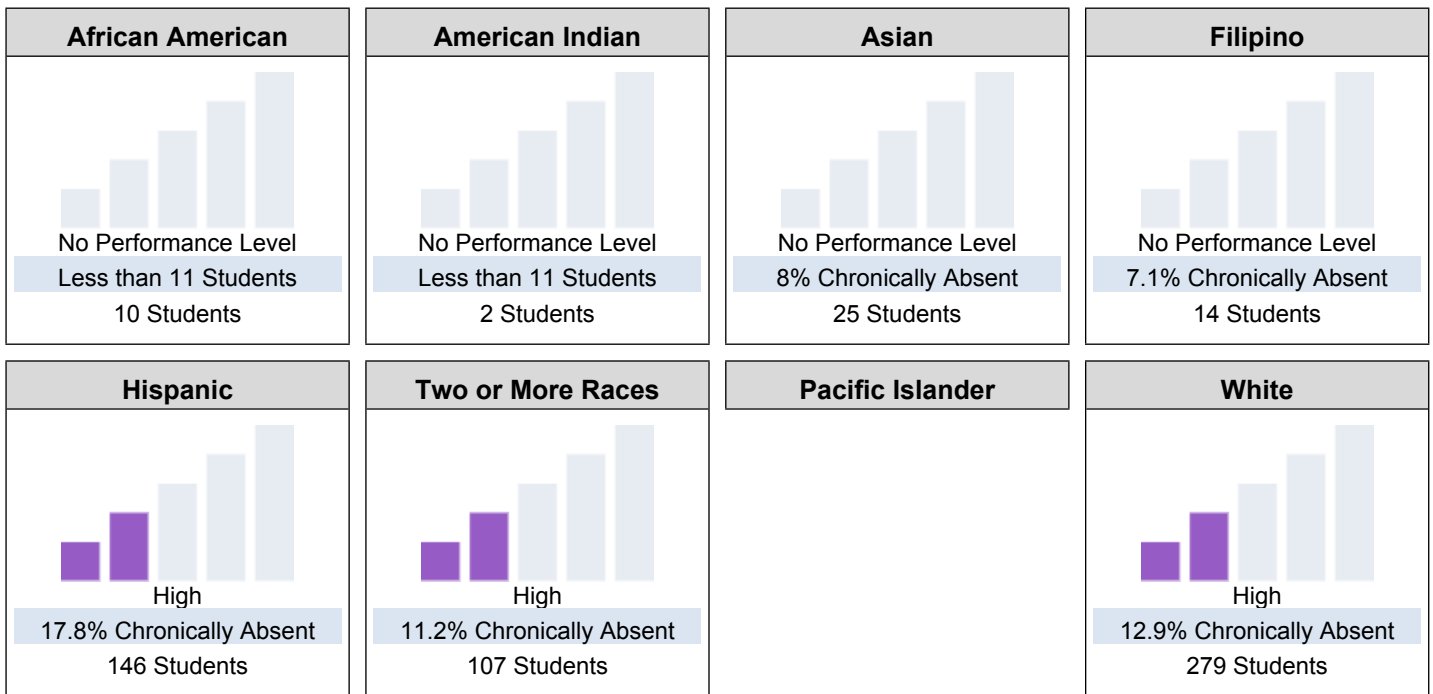 African American
No Performance Level
Less than 11 Students
10 Students
American Indian
No Performance Level
Less than 11 Students
2 Students
Asian
No Performance Level
8% Chronically Absent
25 Students
Filipino
No Performance Level
7.1% Chronically Absent
14 Students
Hispanic
High
17.8% Chronically Absent
146 Students
Two or More Races
High
11.2% Chronically Absent
107 Students
Pacific Islander
White
High
12.9% Chronically Absent
279 Students